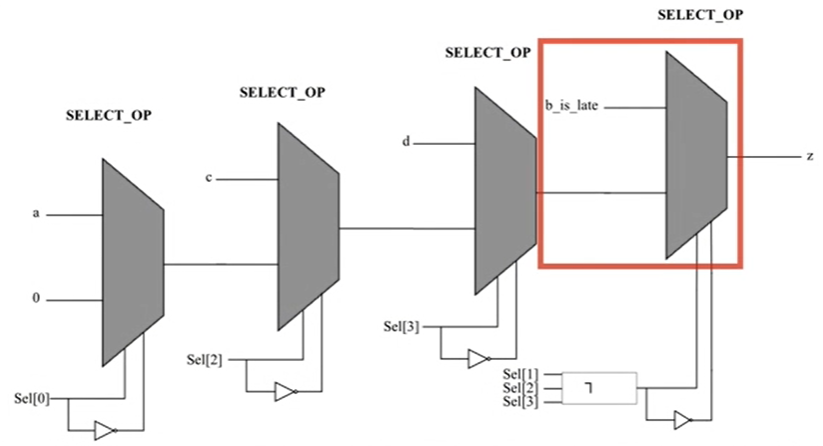 SELECT_OP
SELECT_OP
SELECT_OP
SELECT_OP
b_is_late
d
z
c
a
0
Sel[3]
Sel[2]
Sel[1]
Sel[2]
Sel[3]
Sel[0]